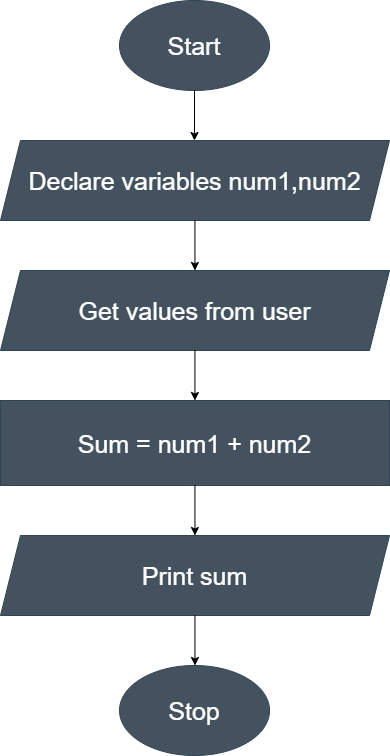 Start
Declare variables num1,num2
Get values from user
Sum = num1 + num2
Print sum
Stop